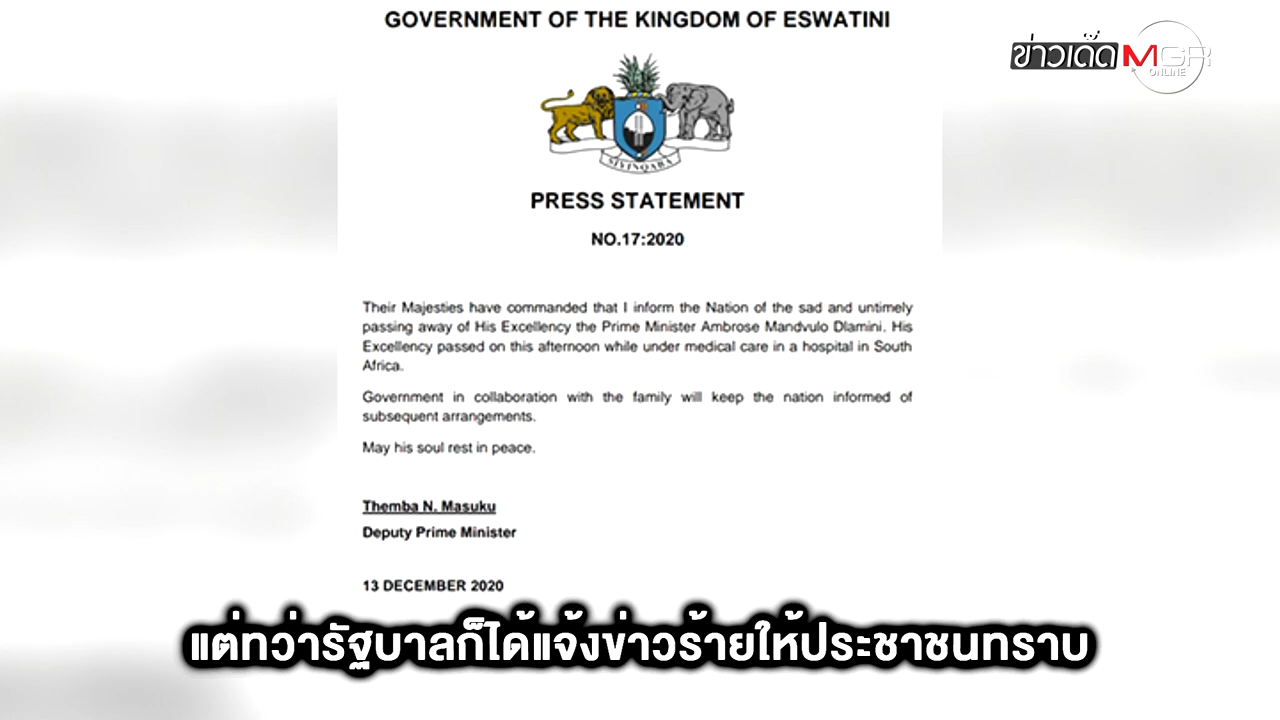 GOVERNMENT OF THE KINGDOM OF ESWATINI
ข่าวเด็ด MGR
ONLINE
SIYINQABA
PRESS STATEMENT
NO.17:2020
Their Majesties have commanded that I inform the Nation of the sad and untimely
passing away of His Excellency the Prime Minister Ambrose Mandvulo Dlamini. His
Excellency passed on this afternoon while under medical care in a hospital in South
Africa.
Government in collaboration with the family will keep the nation informed of
subsequent arrangements.
May his soul rest in peace.
Themba N. Masuku
Deputy Prime Minister
13 DECEMBER 2020
แต่ทว่ารัฐบาลก็ได้แจ้งข่าวร้ายให้ประชาชนทราบ